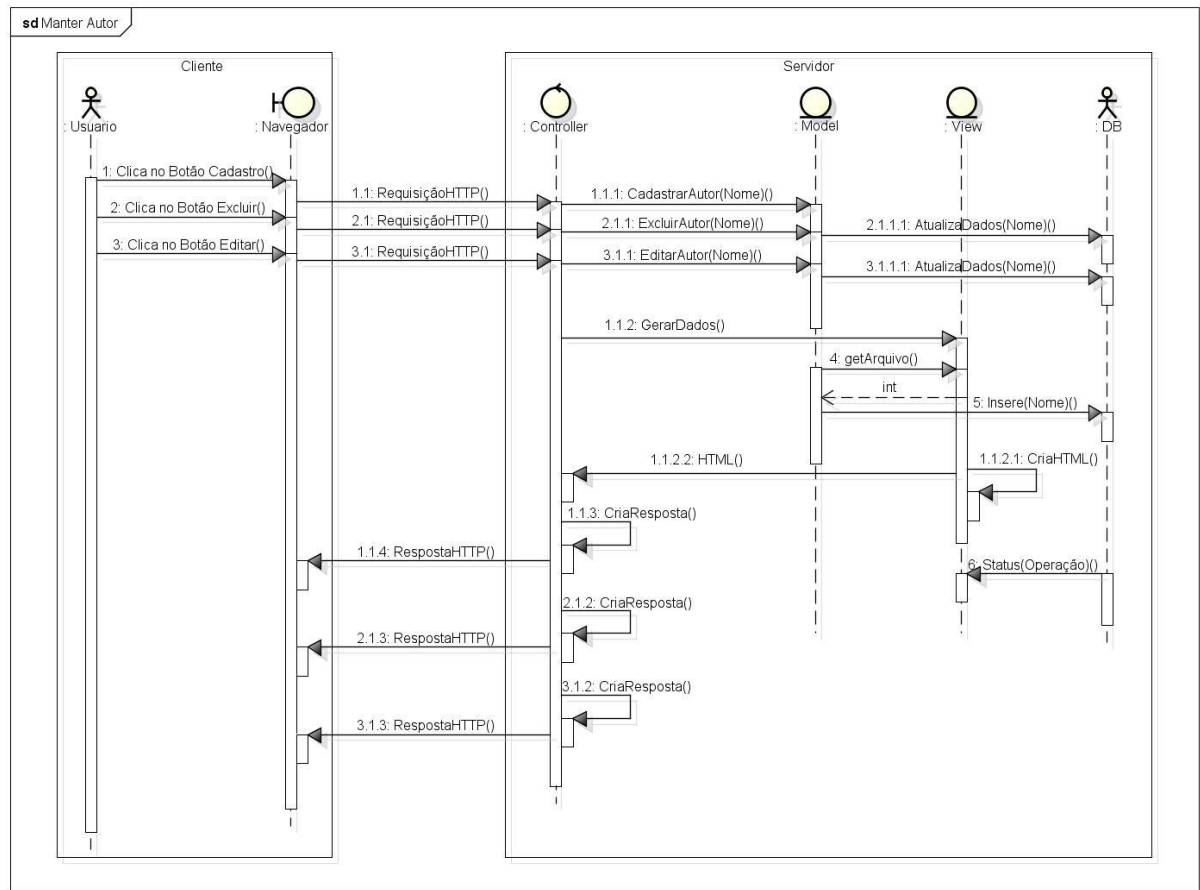 sd Manter Autor
Cliente
Servidor
: Usuario
: Navegador
: Controller
: Model
: View
: DB
1: Clica no Botão Cadastro()
1.1: RequisiçãoHTTP()
1.1.1: CadastrarAutor(Nome)()
2: Clica no Botão Excluir()
2.1: RequisiçãoHTTP()
2.1.1: ExcluirAutor(Nome)()
2.1.1.1: AtualizaDados(Nome)()
3: Clica no Botão Editar()
3.1: RequisiçãoHTTP()
3.1.1: EditarAutor(Nome)()
3.1.1.1: AtualizaDados(Nome)()
1.1.2: GerarDados()
4: getArquivo()
int
5: Insere(Nome)()
1.1.2.2: HTML()
1.1.2.1: CriaHTML()
1.1.3: CriaResposta()
1.1.4: RespostaHTTP()
6: Status(Operação)()
2.1.2: CriaResposta()
2.1.3: RespostaHTTP()
3.1.2: CriaResposta()
3.1.3: RespostaHTTP()